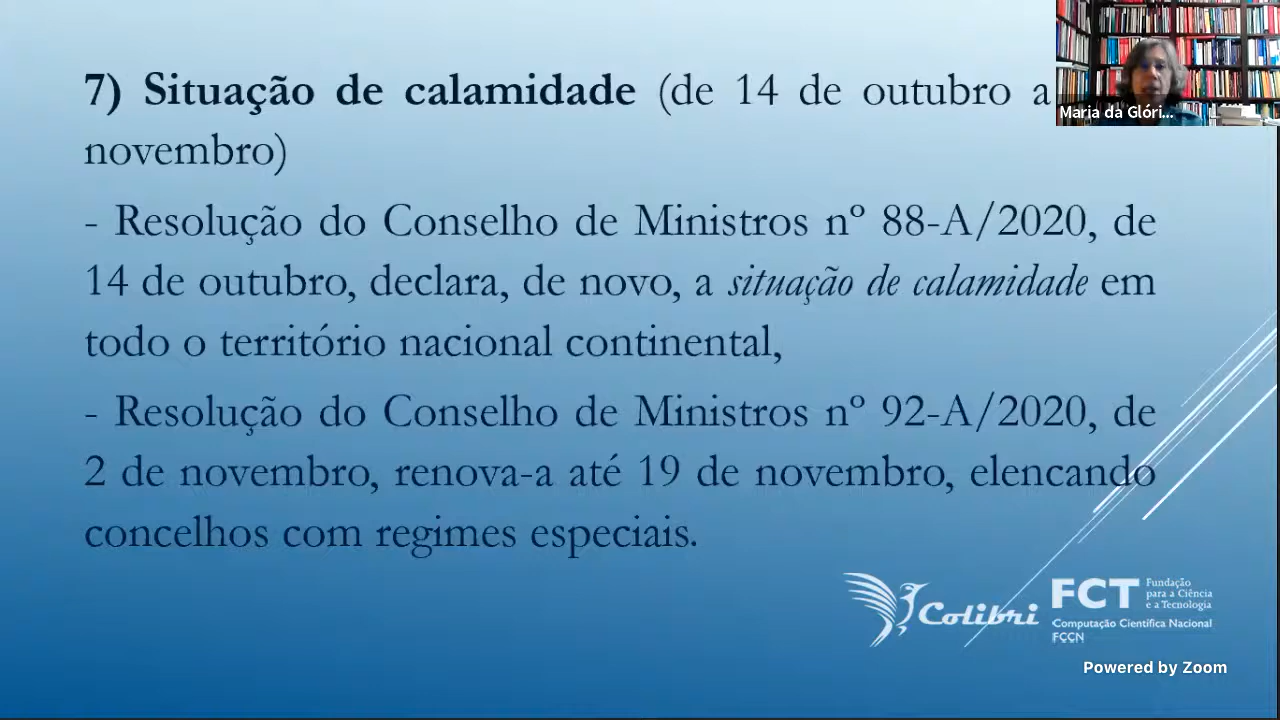 7) Situação de calamidade (de 14 de outubro a
novembro)
- Resolução do Conselho de Ministros nº 88-A/2020, de
14 de outubro, declara, de novo, a situação de calamidade em
todo o território nacional continental,
- Resolução do Conselho de Ministros nº 92-A/2020, de
2 de novembro, renova-a até 19 de novembro, elencando
concelhos com regimes especiais.
Maria da Glóri...
Colibri
FCT
Fundação
para a Ciência
e a Tecnologia
Computação Científica Nacional
FCCN
Powered by Zoom